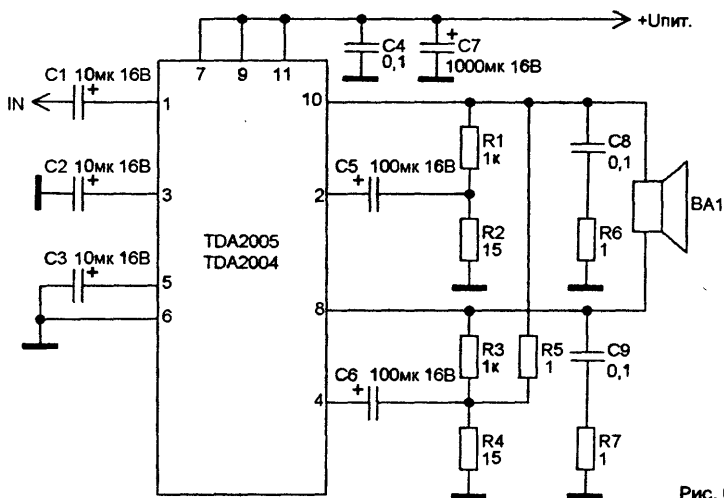 +Uпит.
C4
0,1
+
C7
1000мк 16В
7
9
11
C1 10мк 16В
+
IN
1
10
C2 10мк 16В
+
3
C5 100мк 16В
+
2
R1
1к
C8
0,1
BA1
TDA2005
TDA2004
R2
15
R6
1
C3 10мк 16В
+
5
6
8
R3
1к
R5
1
C9
0,1
C6 100мк 16В
+
4
R4
15
R7
1
Рис.